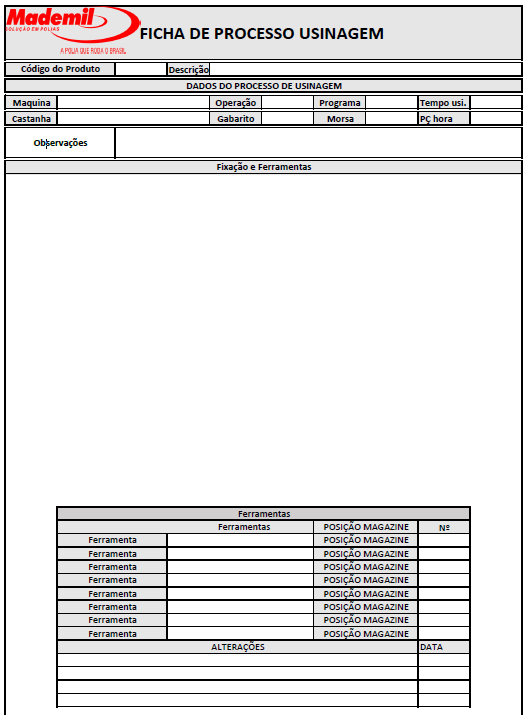 Mademil
SOLUÇÃO EM POLIAS
A POLIA QUE RODA O BRASIL
FICHA DE PROCESSO USINAGEM
Código do Produto Descrição
DADOS DO PROCESSO DE USINAGEM
Maquina Operação Programa Tempo usi.
Castanha Gabarito Morsa PÇ hora
Observações
Fixação e Ferramentas
Ferramentas
Ferramentas POSIÇÃO MAGAZINE Nº
Ferramenta POSIÇÃO MAGAZINE
Ferramenta POSIÇÃO MAGAZINE
Ferramenta POSIÇÃO MAGAZINE
Ferramenta POSIÇÃO MAGAZINE
Ferramenta POSIÇÃO MAGAZINE
Ferramenta POSIÇÃO MAGAZINE
Ferramenta POSIÇÃO MAGAZINE
Ferramenta POSIÇÃO MAGAZINE
ALTERAÇÕES DATA